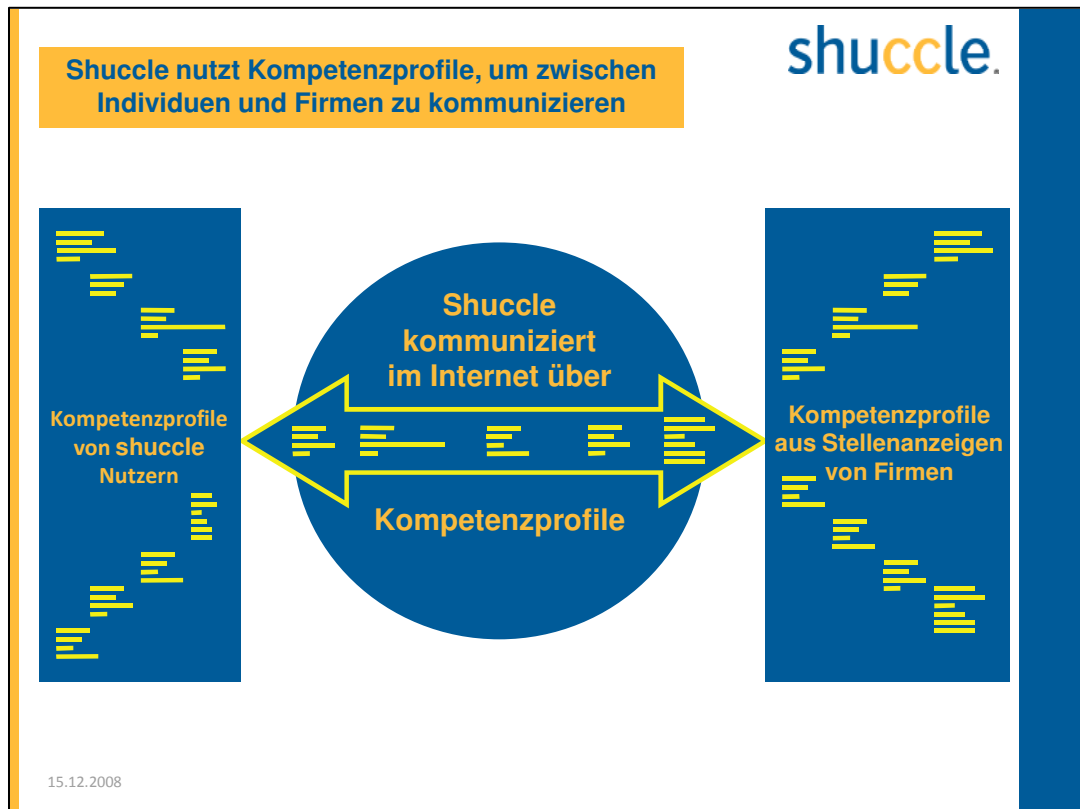 shuccle.
Shuccle nutzt Kompetenzprofile, um zwischen
Individuen und Firmen zu kommunizieren
Kompetenzprofile
von shuccle
Nutzern
Shuccle
kommuniziert
im Internet über
Kompetenzprofile
Kompetenzprofile
aus Stellenanzeigen
von Firmen
15.12.2008